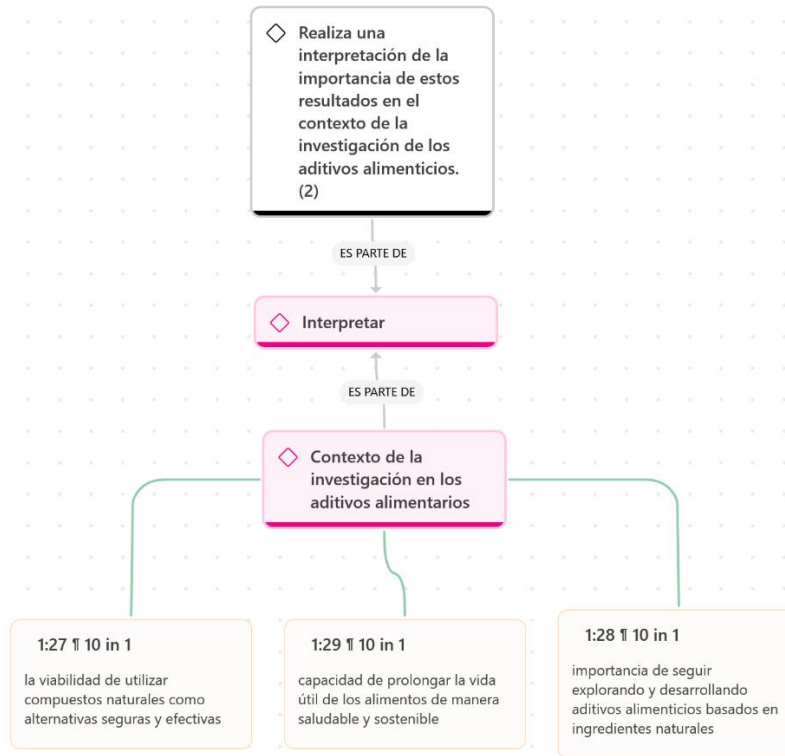 Realiza una
interpretación de la
importancia de estos
resultados en el
contexto de la
investigación de los
aditivos alimenticios.
(2)
ES PARTE DE
Interpretar
ES PARTE DE
Contexto de la
investigación en los
aditivos alimentarios
1:27 ¶ 10 in 1
la viabilidad de utilizar
compuestos naturales como
alternativas seguras y efectivas
1:29 ¶ 10 in 1
capacidad de prolongar la vida
útil de los alimentos de manera
saludable y sostenible
1:28 ¶ 10 in 1
importancia de seguir
explorando y desarrollando
aditivos alimenticios basados en
ingredientes naturales